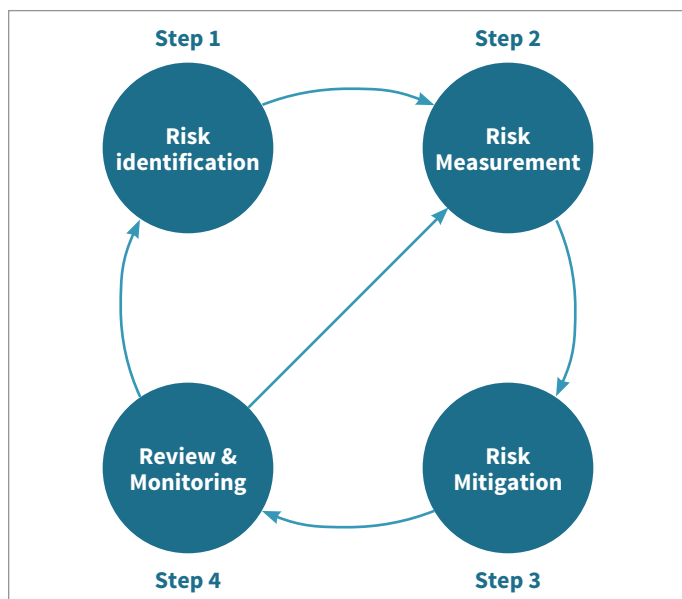 Step 1
Step 2
Risk
identification
Risk
Measurement
Review &
Monitoring
Risk
Mitigation
Step 4
Step 3